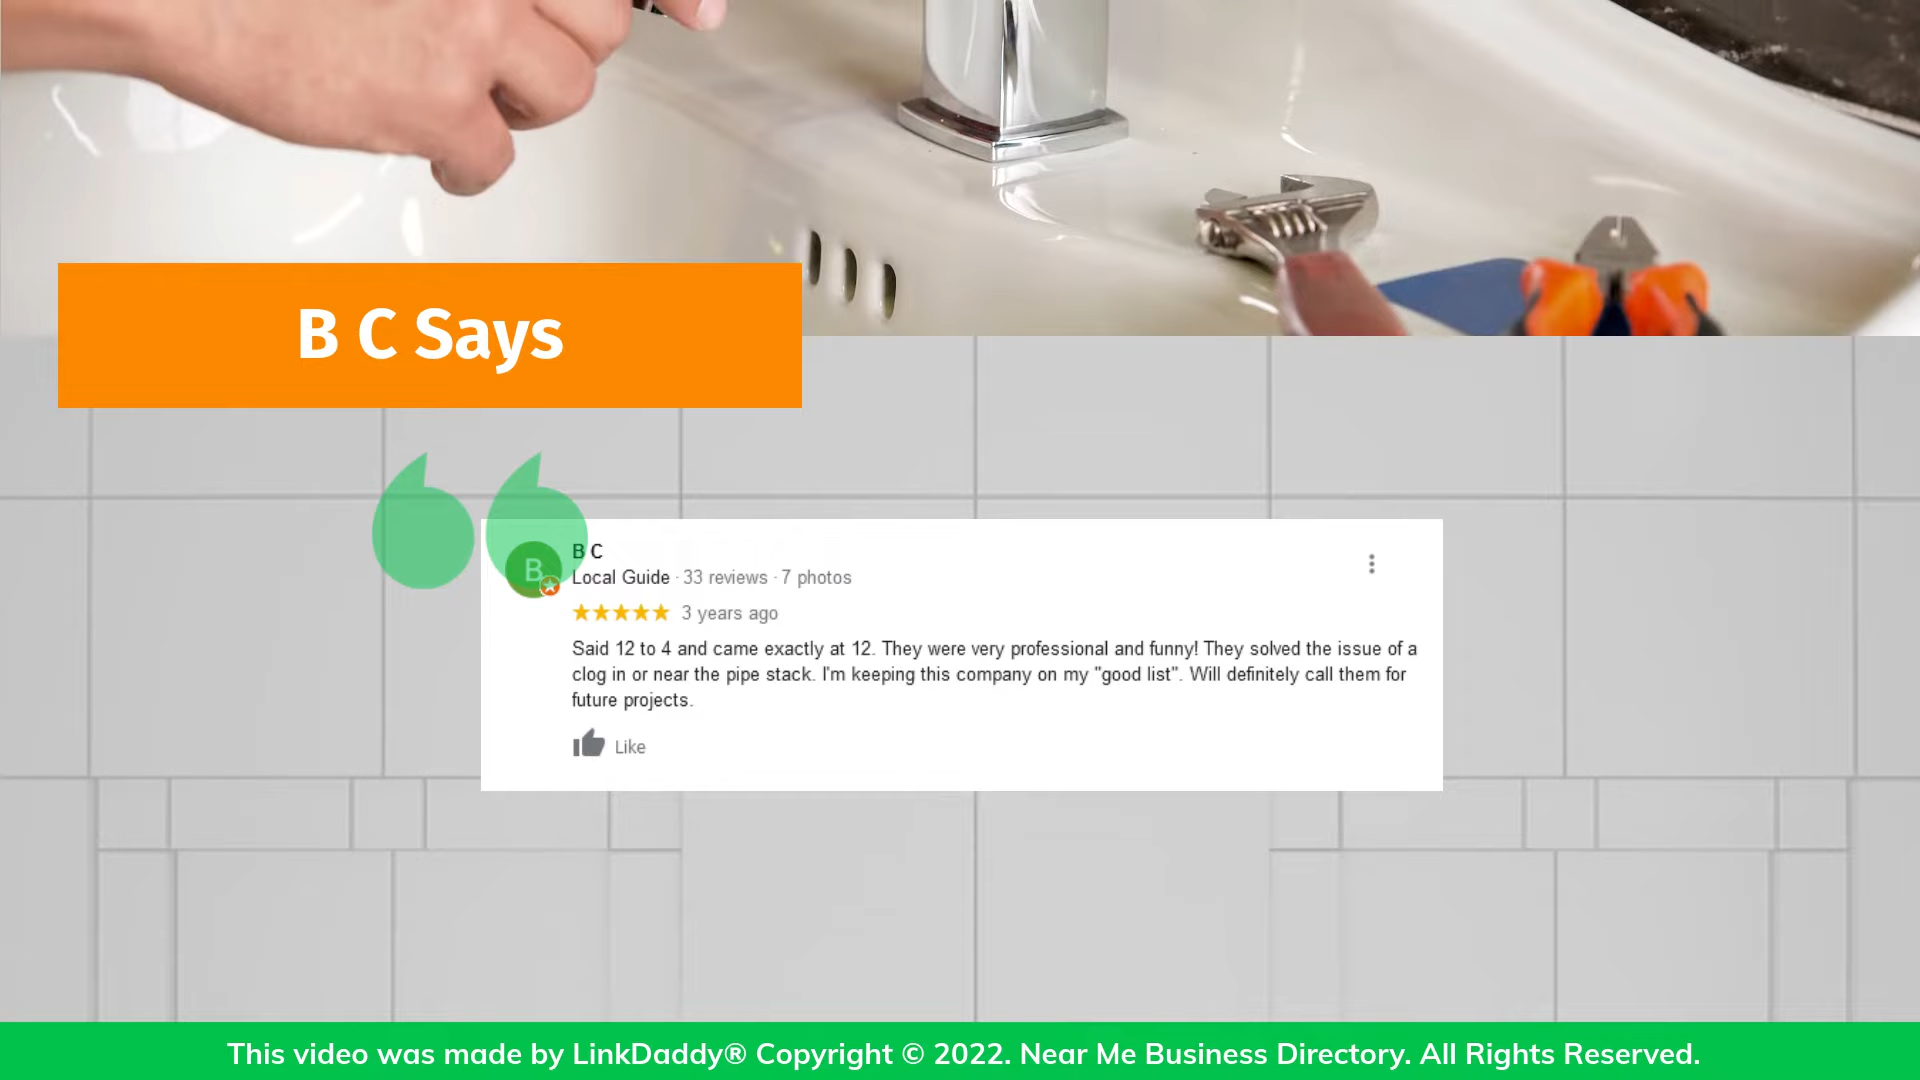 B C Says
B
B C
Local Guide · 33 reviews · 7 photos
3 years ago
Said 12 to 4 and came exactly at 12. They were very professional and funny! They solved the issue of a
clog in or near the pipe stack. I'm keeping this company on my "good list". Will definitely call them for
future projects.
Like
This video was made by LinkDaddy® Copyright © 2022. Near Me Business Directory. All Rights Reserved.